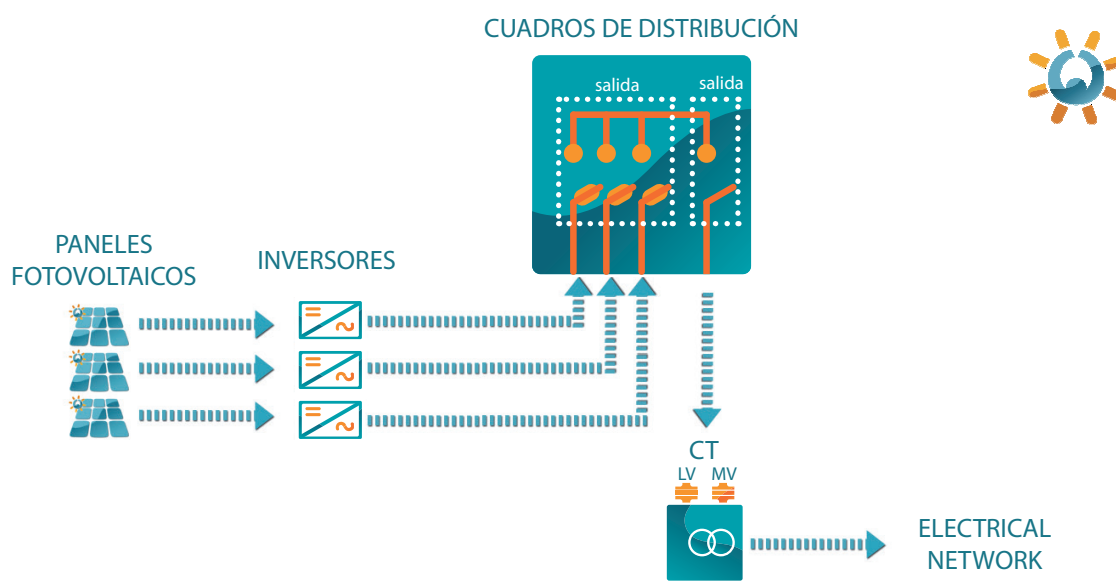 CUADROS DE DISTRIBUCIÓN
salida
salida
PANELES
FOTOVOLTAICOS
INVERSORES
CT
LV
MV
ELECTRICAL
NETWORK